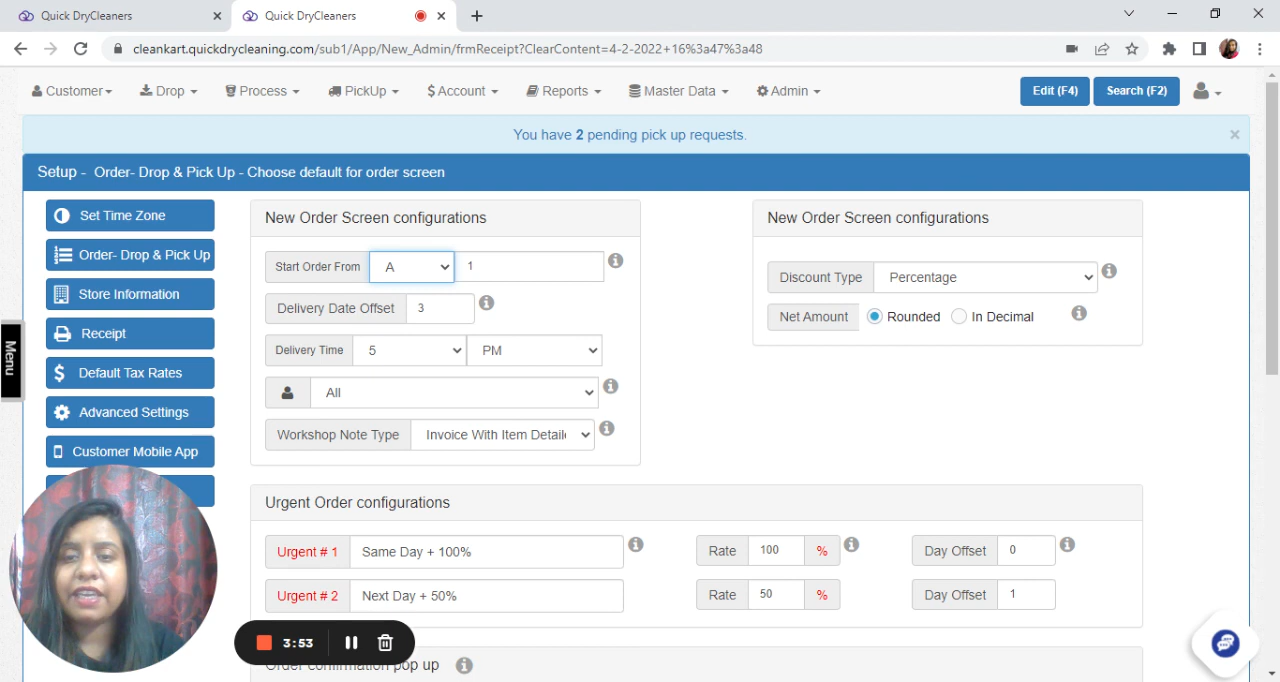 Quick DryCleaners
Quick DryCleaners
cleankart.quickdrycleaning.com/sub1/App/New_Admin/frmReceipt?ClearContent=4-2-2022+16%3a47%3a48
Customer Drop Process PickUp $ Account Reports Master Data Admin Edit (F4) Search (F2)
You have 2 pending pick up requests.
Setup - Order- Drop & Pick Up - Choose default for order screen
Set Time Zone
Order- Drop & Pick Up
Store Information
Receipt
$ Default Tax Rates
Advanced Settings
Customer Mobile App
Menu
New Order Screen configurations
Start Order From A 1
Delivery Date Offset 3
Delivery Time 5 PM
All
Workshop Note Type Invoice With Item Detaile
New Order Screen configurations
Discount Type Percentage
Net Amount Rounded In Decimal
Urgent Order configurations
Urgent # 1 Same Day + 100% Rate 100 % Day Offset 0
Urgent # 2 Next Day + 50% Rate 50 % Day Offset 1
3:53
Order confirmation pop up